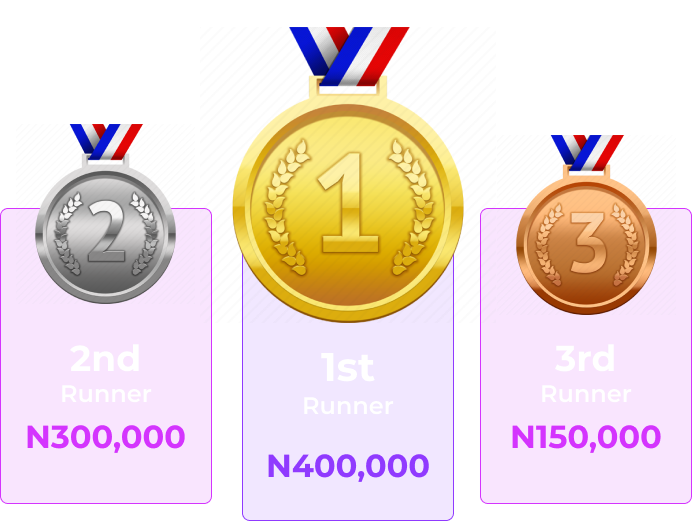 2
2nd
Runner
N300,000
1
1st
Runner
N400,000
3
3rd
Runner
N150,000